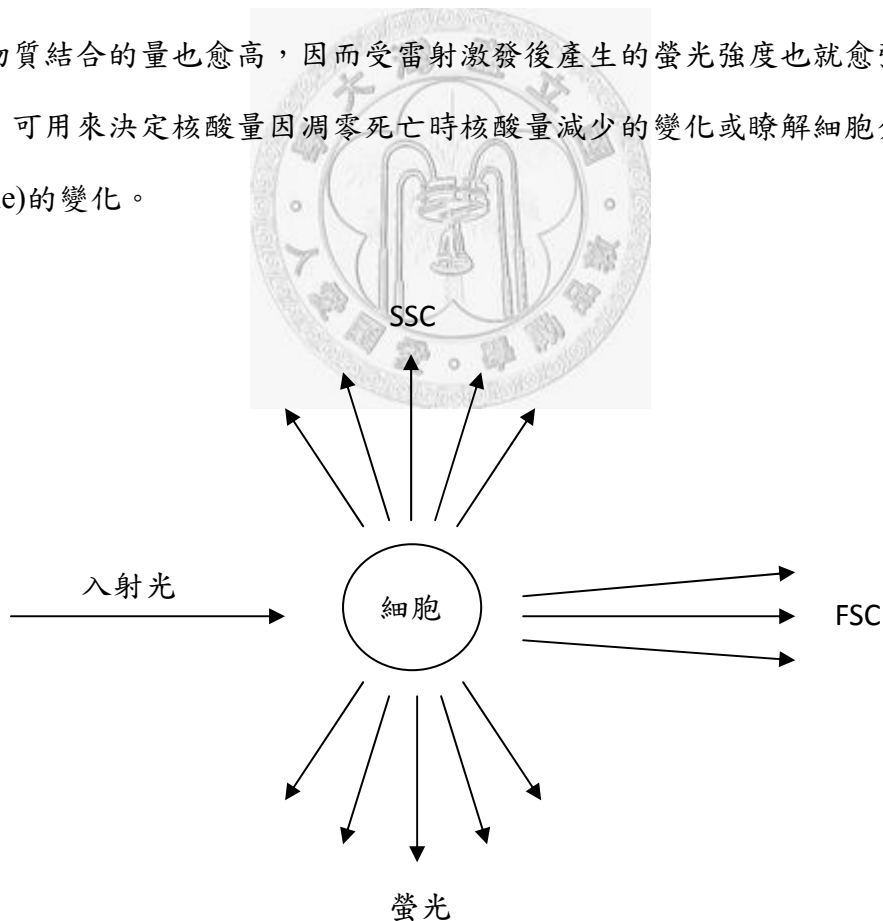 物質結合的量也愈高，因而受雷射激發後產生的螢光強度也就愈
可用來決定核酸量因凋零死亡時核酸量減少的變化或瞭解細胞
e)的變化。
SSC
入射光
細胞
FSC
螢光